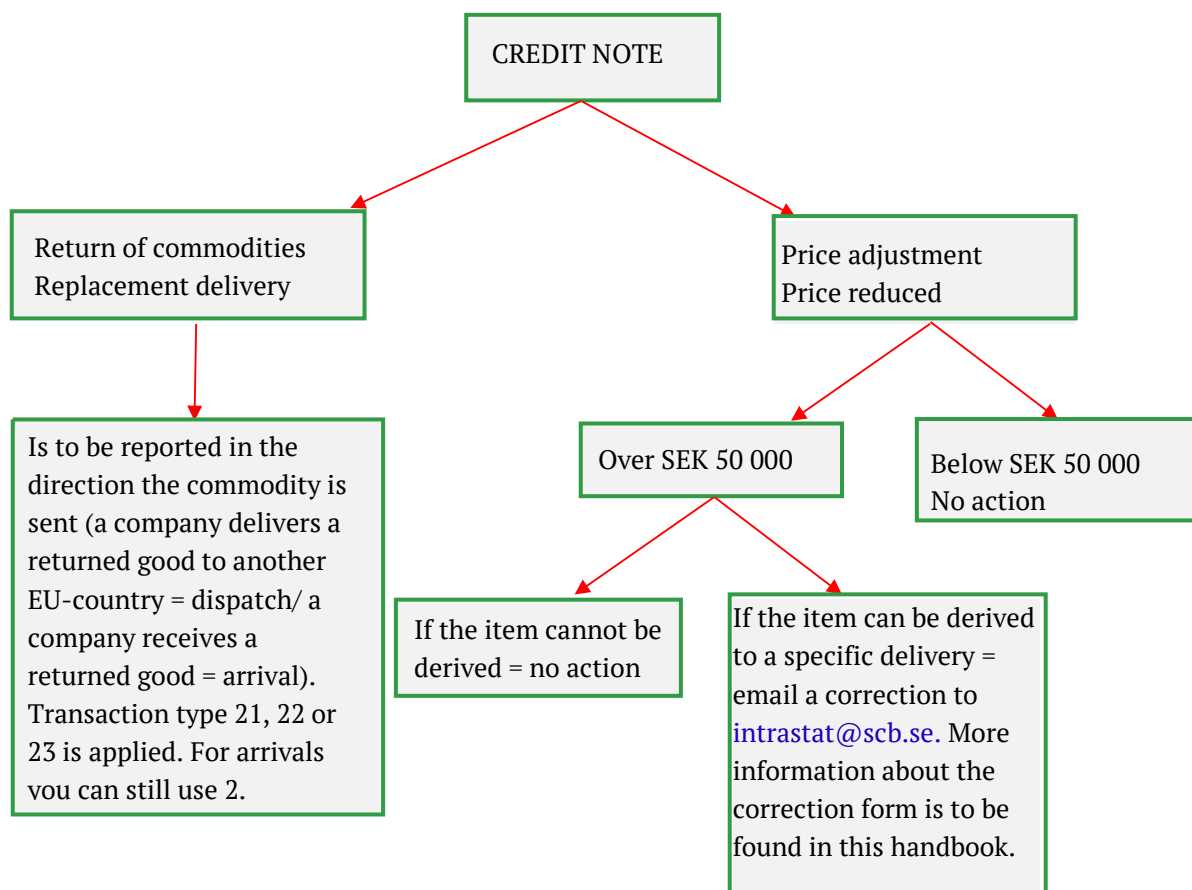 CREDIT NOTE
Return of commodities
Replacement delivery
Price adjustment
Price reduced
Is to be reported in the
direction the commodity is
sent (a company delivers a
returned good to another
EU-country = dispatch/ a
company receives a
returned good = arrival).
Transaction type 21, 22 or
23 is applied. For arrivals
you can still use 2.
Over SEK 50 000
Below SEK 50 000
No action
If the item cannot be
derived = no action
If the item can be derived
to a specific delivery =
email a correction to
intrastat@scb.se. More
information about the
correction form is to be
found in this handbook.